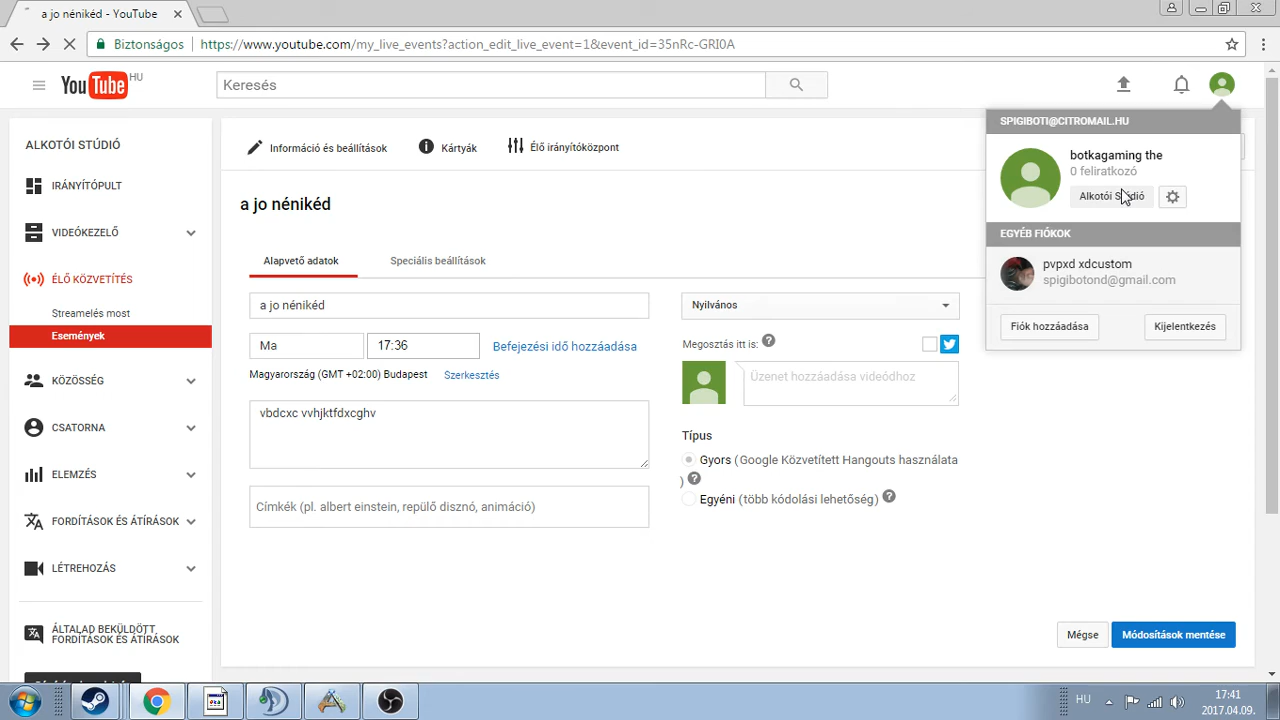 a jo nénikéd - YouTube
Biztonságos
https://www.youtube.com/my_live_events?action_edit_live_event=1&event_id=35nRc-GRI0A
You Tube HU
Keresés
SPIGIBOTI@CITROMAIL.HU
botkagaming the
0 feliratkozó
Alkotói Stúdió
EGYÉB FIÓKOK
pvpxd xdcustom
spigibotond@gmail.com
Fiók hozzáadása
Kijelentkezés
ALKOTÓI STÚDIÓ
IRÁNYÍTÓPULT
VIDEÓKEZELŐ
ÉLŐ KÖZVETÍTÉS
Streamelés most
Események
KÖZÖSSÉG
CSATORNA
ELEMZÉS
FORDÍTÁSOK ÉS ÁTÍRÁSOK
LÉTREHOZÁS
ÁLTALAD BEKÜLDÖTT
FORDÍTÁSOK ÉS ÁTÍRÁSOK
Információ és beállítások
Kártyák
Élő irányítóközpont
a jo nénikéd
Alapvető adatok
Speciális beállítások
a jo nénikéd
Ma
17:36
Befejezési idő hozzáadása
Magyarország (GMT +02:00) Budapest
Szerkesztés
vbdcxc vvhjktfdxcghv
Címkék (pl. albert einstein, repülő disznó, animáció)
Nyilvános
Megosztás itt is:
Üzenet hozzáadása videódhoz
Típus
Gyors (Google Közvetített Hangouts használata
)
Egyéni (több kódolási lehetőség)
Mégse
Módosítások mentése
HU
17:41
2017.04.09.